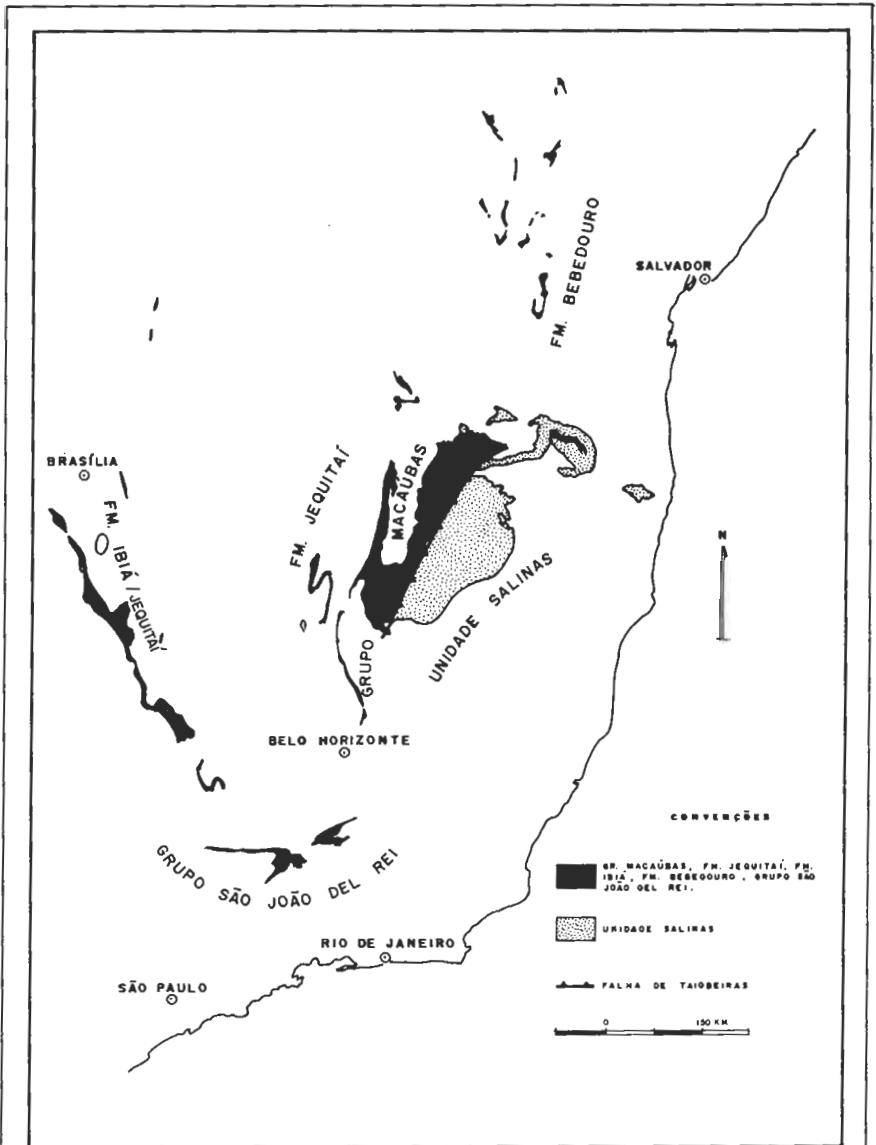 FM. BEBEDOURO
SALVADOR
BRASÍLIA
FM. JEQUITAÍ
MACAÚBAS
GRUPO
FM. IBIÁ / JEQUITAÍ
UNIDADE SALINAS
N
BELO HORIZONTE
GRUPO SÃO JOÃO DEL REI
RIO DE JANEIRO
SÃO PAULO
CONVENÇÕES
GR. MACAÚBAS, FM. JEQUITAÍ, FM.
IBIÁ, FM. BEBEDOURO, GRUPO SÃO
JOÃO DEL REI.
UNIDADE SALINAS
FALHA DE TAIOBEIRAS
0 150 KM